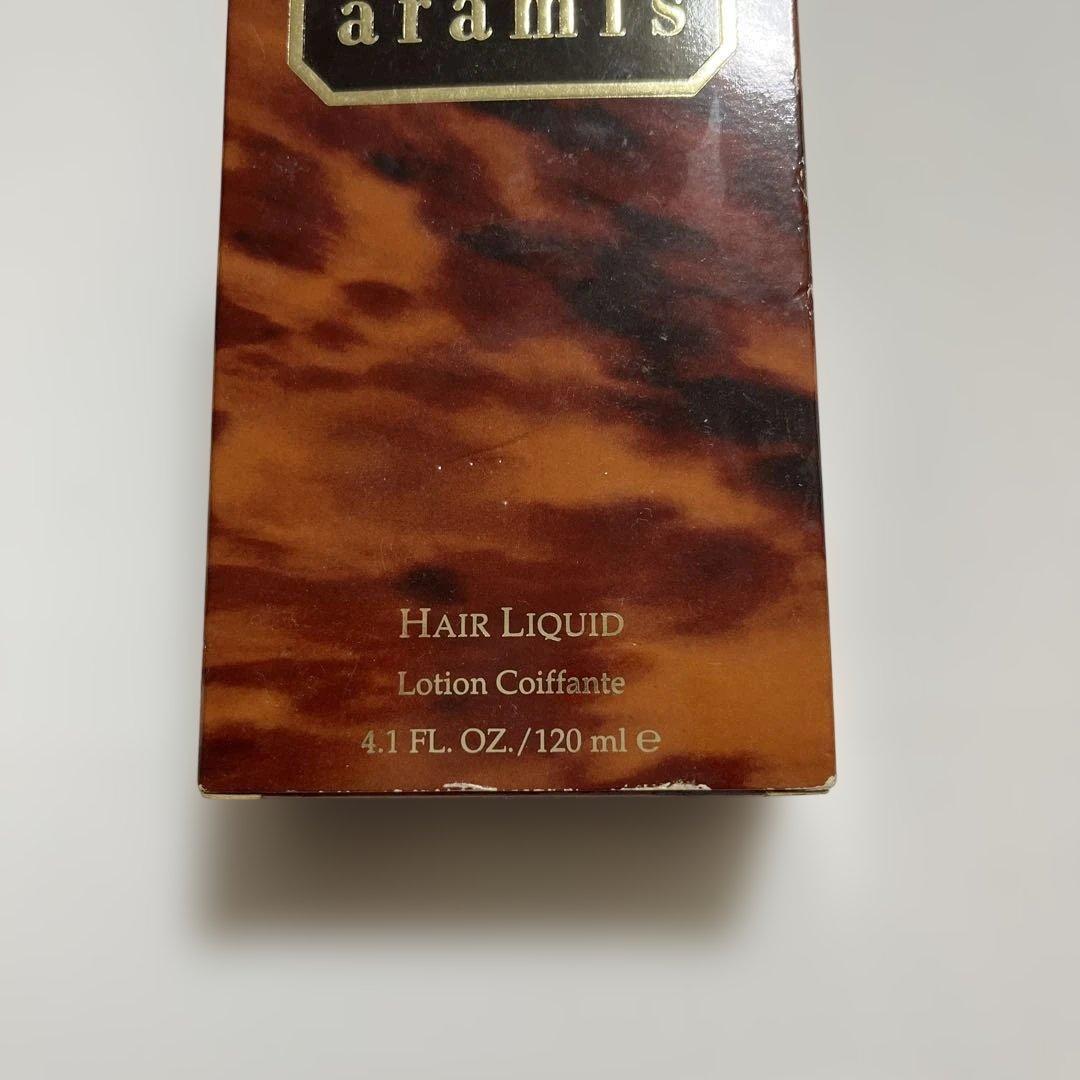 aramis
HAIR LIQUID
Lotion Coiffante
4.1 FL. OZ./120 ml ℮